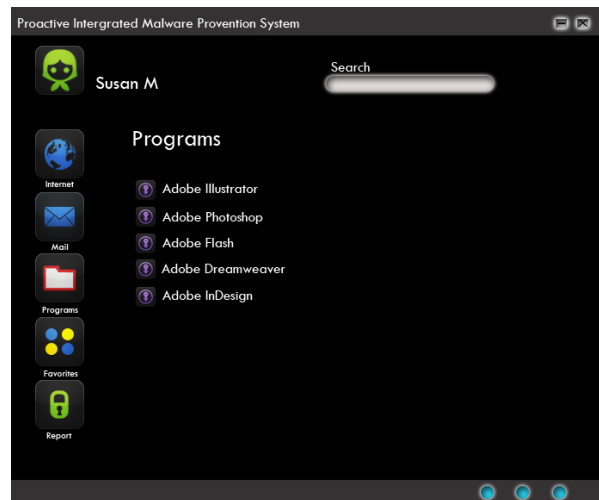 Proactive Intergrated Malware Provention System
Susan M
Search
Programs
Internet
Adobe Illustrator
Adobe Photoshop
Mail
Adobe Flash
Adobe Dreamweaver
Adobe InDesign
Programs
Favorites
Report